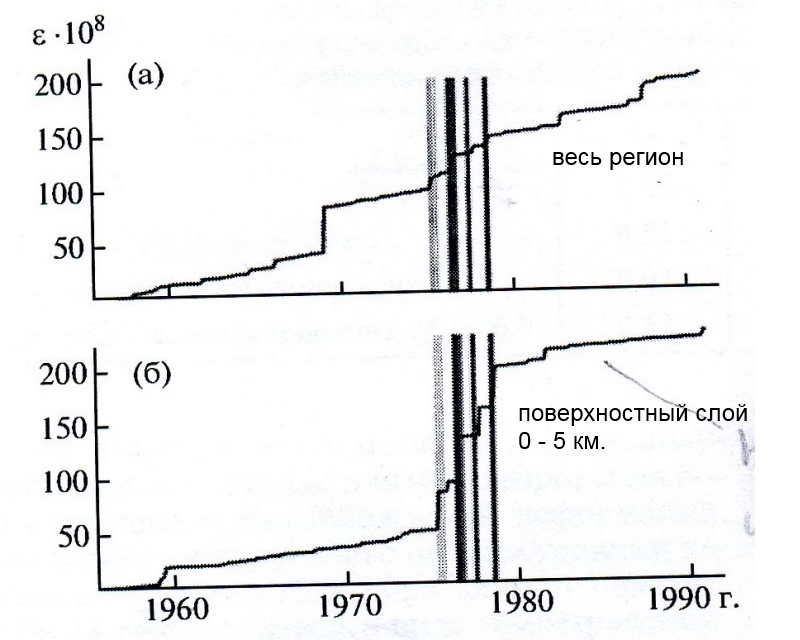 ε ·10⁸
(а)
200
150
100
50
весь регион
(б)
200
150
100
50
поверхностный слой
0 - 5 км.
1960 1970 1980 1990 г.